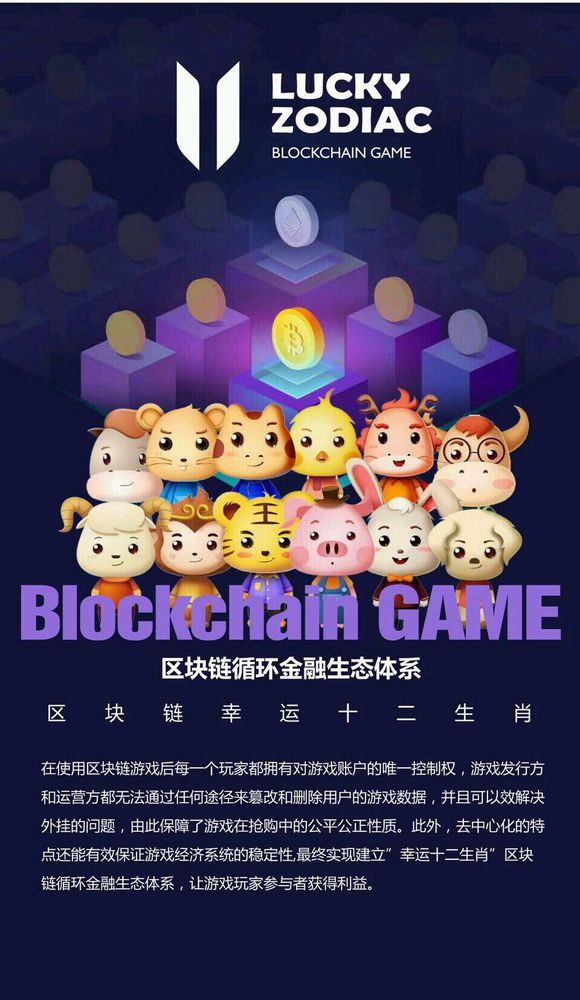 LUCKY
ZODIAC
BLOCKCHAIN GAME
王
Blockchain GAME
区块链循环金融生态体系
区块链幸运十二生肖
在使用区块链游戏后每一个玩家都拥有对游戏账户的唯一控制权，游戏发行方
和运营方都无法通过任何途径来篡改和删除用户的游戏数据，并且可以效解决
外挂的问题，由此保障了游戏在抢购中的公平公正性质。此外，去中心化的特
点还能有效保证游戏经济系统的稳定性,最终实现建立”幸运十二生肖”区块
链循环金融生态体系，让游戏玩家参与者获得利益。